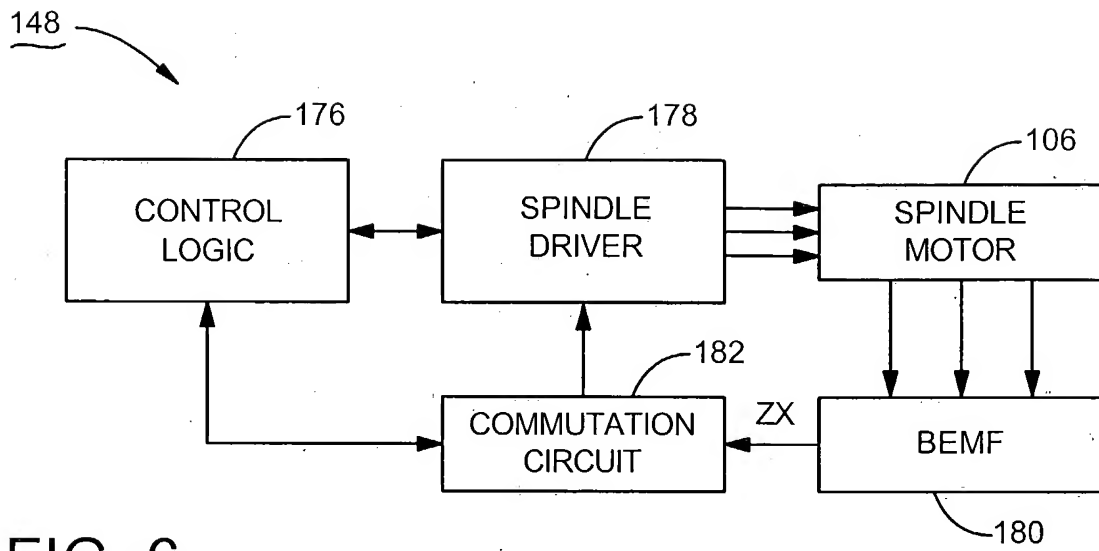 148
176
178
106
CONTROL
LOGIC
SPINDLE
DRIVER
SPINDLE
MOTOR
182
COMMUTATION
CIRCUIT
ZX
BEMF
180